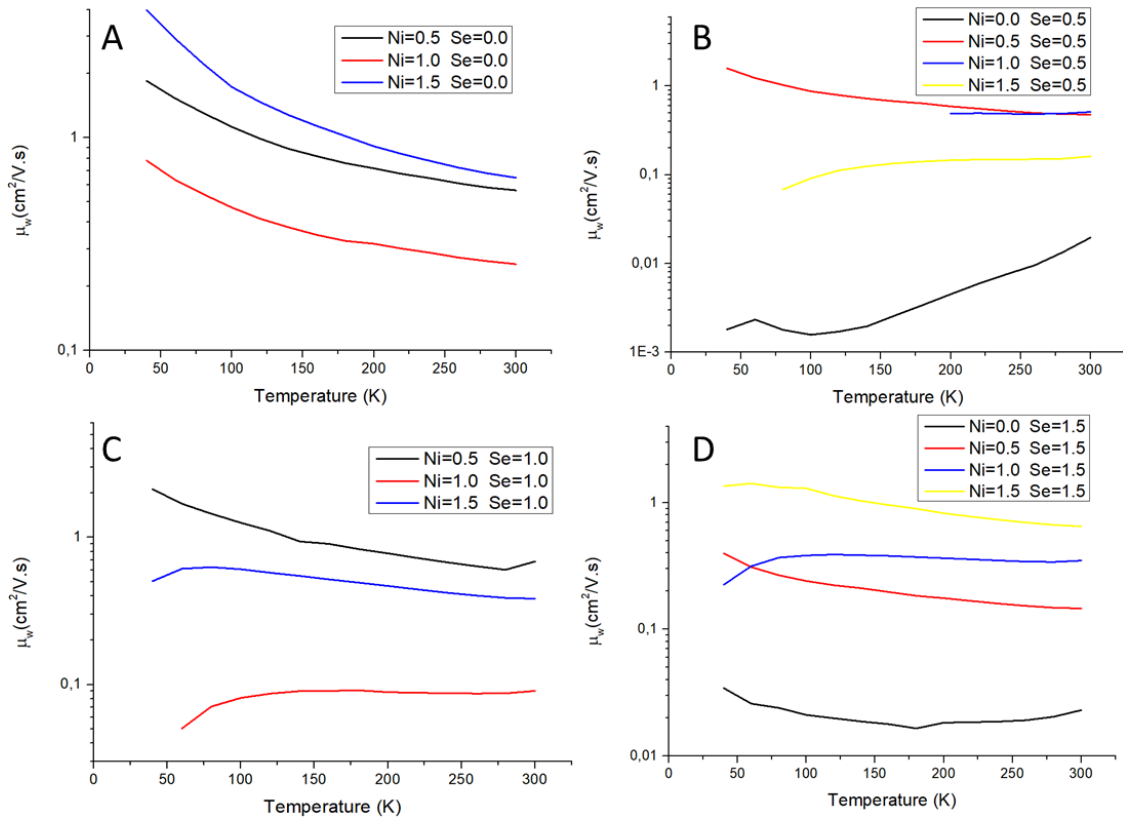 A
Ni=0.5 Se=0.0
Ni=1.0 Se=0.0
Ni=1.5 Se=0.0
μw(cm²/V.s)
1
0,1
0 50 100 150 200 250 300
Temperature (K)
B
Ni=0.0 Se=0.5
Ni=0.5 Se=0.5
Ni=1.0 Se=0.5
Ni=1.5 Se=0.5
μw(cm²/V.s)
1
0,1
0,01
1E-3
0 50 100 150 200 250 300
Temperature (K)
C
Ni=0.5 Se=1.0
Ni=1.0 Se=1.0
Ni=1.5 Se=1.0
μw(cm²/V.s)
1
0,1
0 50 100 150 200 250 300
Temperature (K)
D
Ni=0.0 Se=1.5
Ni=0.5 Se=1.5
Ni=1.0 Se=1.5
Ni=1.5 Se=1.5
μw(cm²/V.s)
1
0,1
0,01
0 50 100 150 200 250 300
Temperature (K)